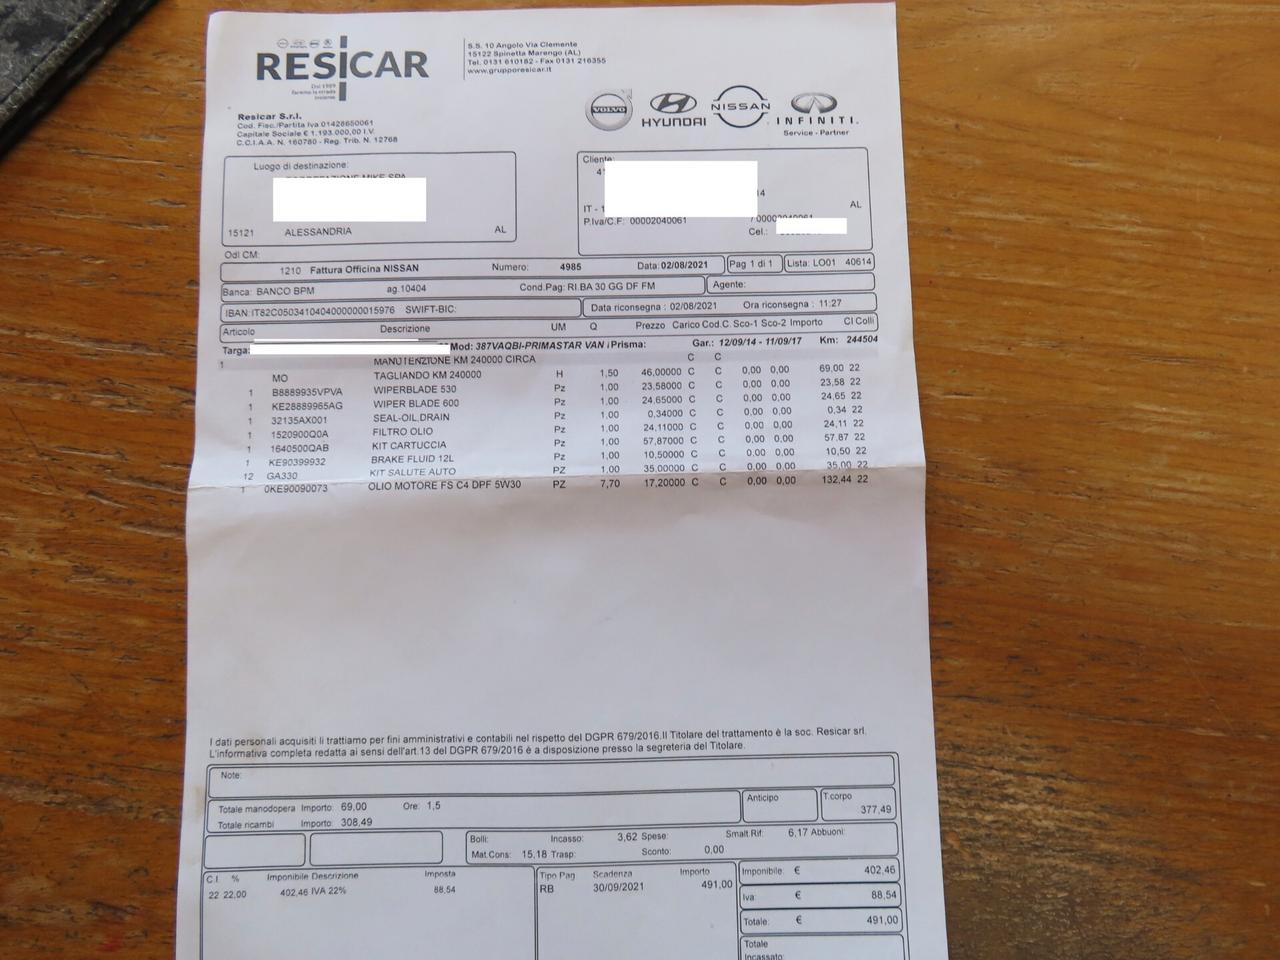 RESICAR
Dal 1989
facciamo la strada
insieme
S.S. 10 Angolo Via Clemente
15122 Spinetta Marengo (AL)
Tel. 0131 610182 - Fax 0131 216355
www.grupporesicar.it
VOLVO HYUNDAI NISSAN INFINITI.
Service - Partner
Resicar S.r.l.
Cod. Fisc./Partita Iva 01428650061
Capitale Sociale € 1.193.000,00 I.V.
C.C.I.A.A. N. 160780 - Reg. Trib. N. 12768
Luogo di destinazione:
15121 ALESSANDRIA AL
Cliente:
41
14
IT - 1 AL
P.Iva/C.F: 00002040061 / 00002040061
Cel.:
Odl CM:
1210 Fattura Officina NISSAN Numero: 4985 Data: 02/08/2021 Pag 1 di 1 Lista: LO01 40614
Banca: BANCO BPM ag.10404 Cond.Pag: RI.BA 30 GG DF FM Agente:
IBAN:IT82C0503410404000000015976 SWIFT-BIC: Data riconsegna : 02/08/2021 Ora riconsegna : 11:27
Articolo Descrizione UM Q Prezzo Carico Cod.C. Sco-1 Sco-2 Importo CI Colli
Targa: Mod: 387VAQBI-PRIMASTAR VAN i Prisma: Gar.: 12/09/14 - 11/09/17 Km: 244504
1 MANUTENZIONE KM 240000 CIRCA C C
MO TAGLIANDO KM 240000 H 1,50 46,00000 C C 0,00 0,00 69,00 22
1 B8889935VPVA WIPERBLADE 530 Pz 1,00 23,58000 C C 0,00 0,00 23,58 22
1 KE28889965AG WIPER BLADE 600 Pz 1,00 24,65000 C C 0,00 0,00 24,65 22
1 32135AX001 SEAL-OIL.DRAIN Pz 1,00 0,34000 C C 0,00 0,00 0,34 22
1 1520900Q0A FILTRO OLIO Pz 1,00 24,11000 C C 0,00 0,00 24,11 22
1 1640500QAB KIT CARTUCCIA Pz 1,00 57,87000 C C 0,00 0,00 57,87 22
1 KE90399932 BRAKE FLUID 12L Pz 1,00 10,50000 C C 0,00 0,00 10,50 22
12 GA330 KIT SALUTE AUTO PZ 1,00 35,00000 C C 0,00 0,00 35,00 22
1 0KE90090073 OLIO MOTORE FS C4 DPF 5W30 PZ 7,70 17,20000 C C 0,00 0,00 132,44 22
I dati personali acquisiti li trattiamo per fini amministrativi e contabili nel rispetto del DGPR 679/2016.Il Titolare del trattamento è la soc. Resicar srl.
L'informativa completa redatta ai sensi dell'art.13 del DGPR 679/2016 è a disposizione presso la segreteria del Titolare.
Note:
Totale manodopera Importo: 69,00 Ore: 1,5 Anticipo T.corpo
Totale ricambi Importo: 308,49 377,49
Bolli: Incasso: 3,62 Spese: Smalt.Rif: 6,17 Abbuoni:
Mat.Cons: 15,18 Trasp: Sconto: 0,00
C.I. % Imponibile Descrizione Imposta
22 22,00 402,46 IVA 22% 88,54
Tipo Pag Scadenza Importo
RB 30/09/2021 491,00
Imponibile: € 402,46
Iva: € 88,54
Totale: € 491,00
Totale
Incassato: